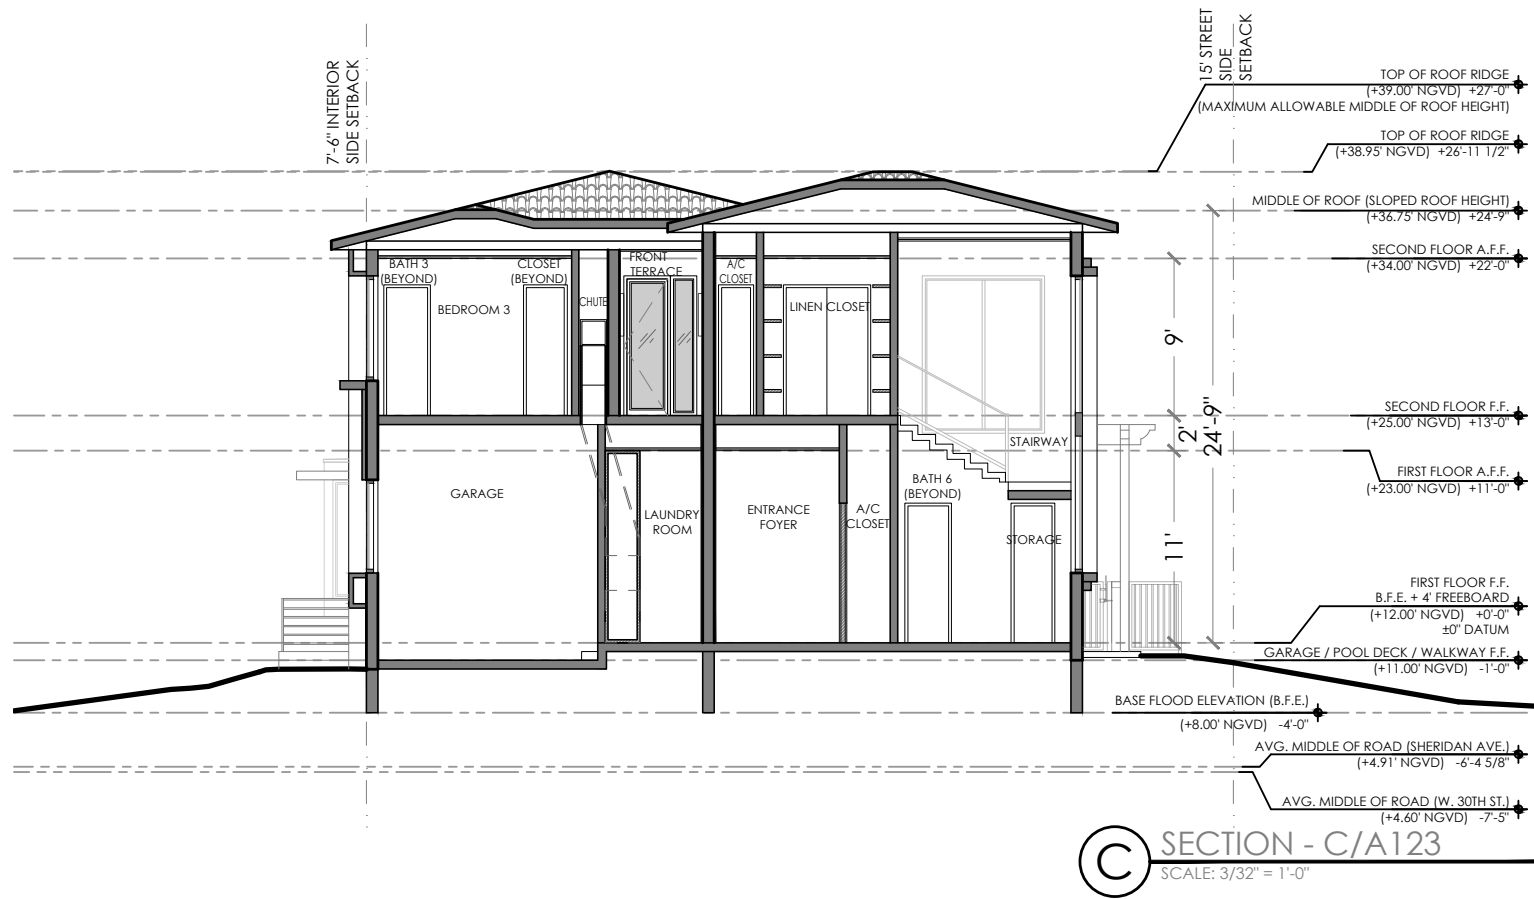 7'-6" INTERIOR
SIDE SETBACK
15' STREET
SIDE
SETBACK
TOP OF ROOF RIDGE
(+39.00' NGVD) +27'-0"
(MAXIMUM ALLOWABLE MIDDLE OF ROOF HEIGHT)
TOP OF ROOF RIDGE
(+38.95' NGVD) +26'-11 1/2"
MIDDLE OF ROOF (SLOPED ROOF HEIGHT)
(+36.75' NGVD) +24'-9"
SECOND FLOOR A.F.F.
(+34.00' NGVD) +22'-0"
BATH 3
(BEYOND)
BEDROOM 3
CLOSET
(BEYOND)
CHUTE
FRONT
TERRACE
A/C
CLOSET
LINEN CLOSET
9'
SECOND FLOOR F.F.
(+25.00' NGVD) +13'-0"
2'
24'-9"
STAIRWAY
FIRST FLOOR A.F.F.
(+23.00' NGVD) +11'-0"
GARAGE
LAUNDRY
ROOM
ENTRANCE
FOYER
A/C
CLOSET
BATH 6
(BEYOND)
STORAGE
11'
FIRST FLOOR F.F.
B.F.E. + 4' FREEBOARD
(+12.00' NGVD) +0'-0"
±0" DATUM
GARAGE / POOL DECK / WALKWAY F.F.
(+11.00' NGVD) -1'-0"
BASE FLOOD ELEVATION (B.F.E.)
(+8.00' NGVD) -4'-0"
AVG. MIDDLE OF ROAD (SHERIDAN AVE.)
(+4.91' NGVD) -6'-4 5/8"
AVG. MIDDLE OF ROAD (W. 30TH ST.)
(+4.60' NGVD) -7'-5"
C
SECTION - C/A123
SCALE: 3/32" = 1'-0"